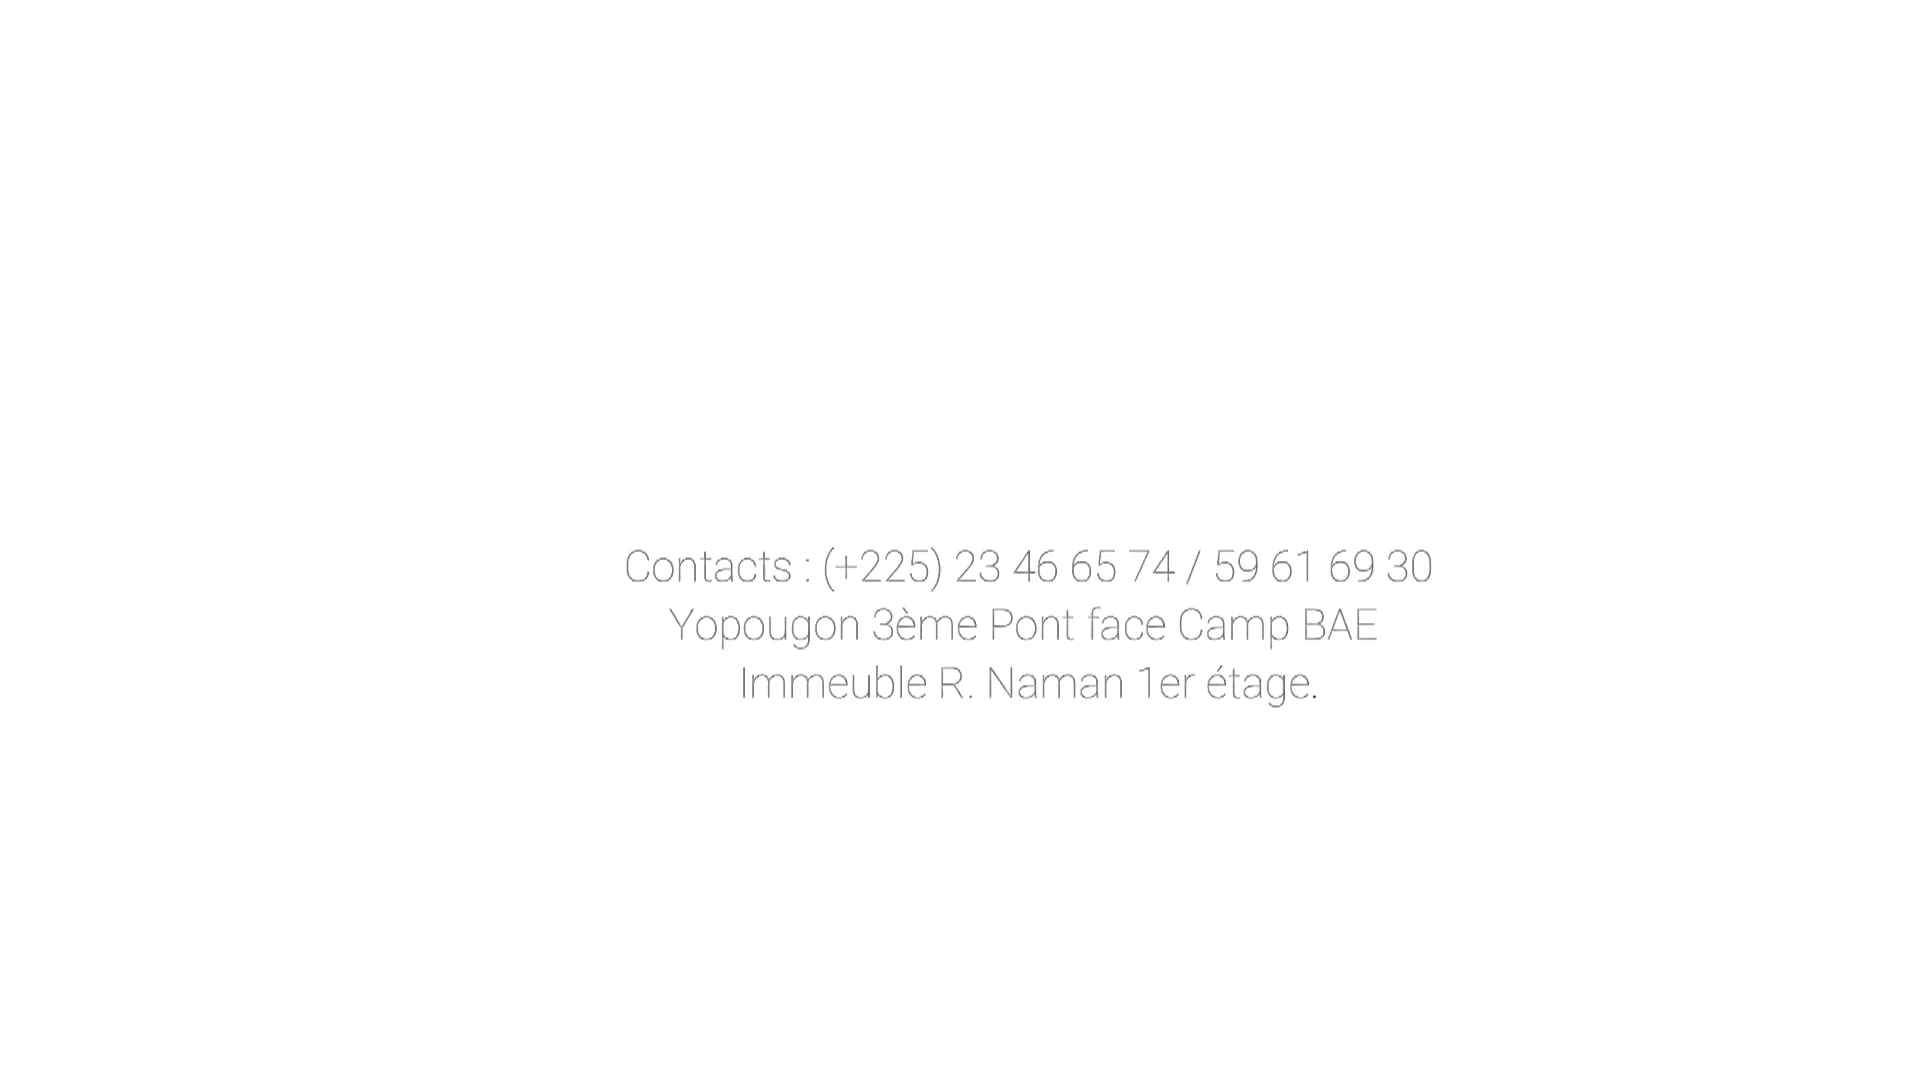 Contacts : (+225) 23 46 65 74 / 59 61 69 30
Yopougon 3ème Pont face Camp BAE
Immeuble R. Naman 1er étage.